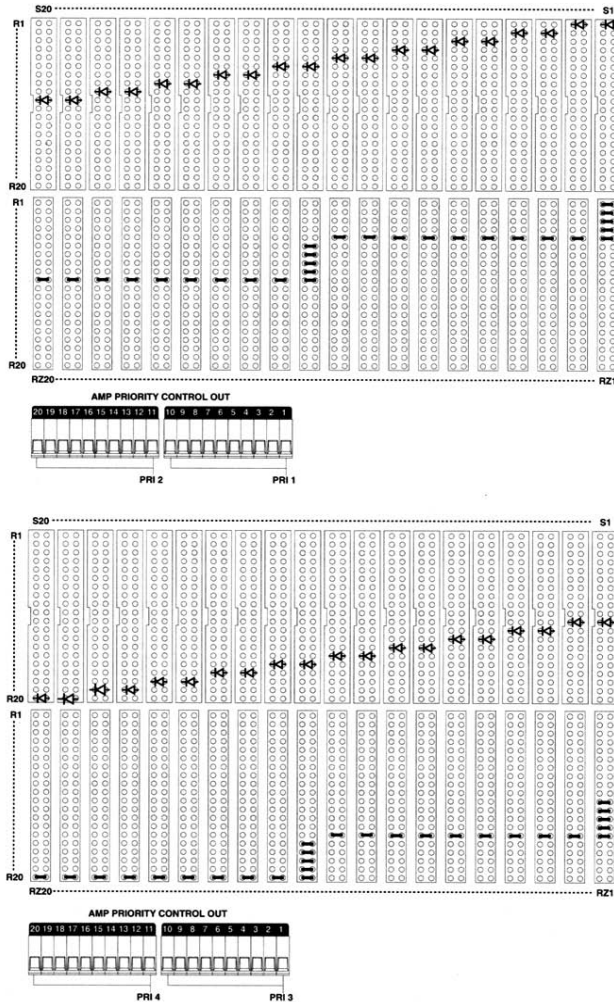 S20 S1
R1
R20
R1
R20
RZ20 RZ1
AMP PRIORITY CONTROL OUT
20 19 18 17 16 15 14 13 12 11 10 9 8 7 6 5 4 3 2 1
PRI 2 PRI 1
S20 S1
R1
R20
R1
R20
RZ20 RZ1
AMP PRIORITY CONTROL OUT
20 19 18 17 16 15 14 13 12 11 10 9 8 7 6 5 4 3 2 1
PRI 4 PRI 3